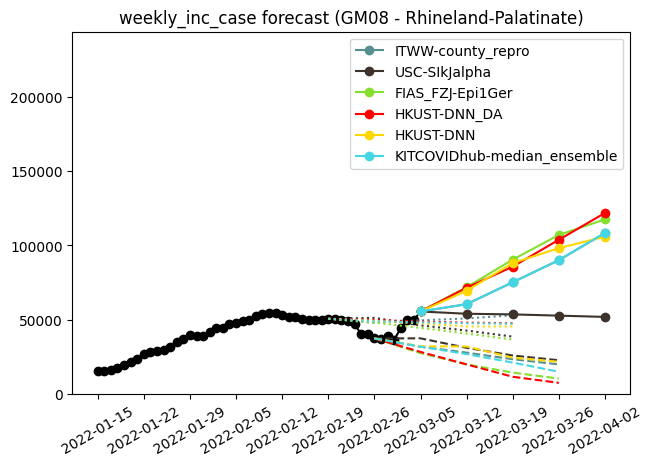 weekly_inc_case forecast (GM08 - Rhineland-Palatinate)
ITWW-county_repro
USC-SIkJalpha
FIAS_FZJ-Epi1Ger
HKUST-DNN_DA
HKUST-DNN
KITCOVIDhub-median_ensemble
200000
150000
100000
50000
0
2022-01-15
2022-01-22
2022-01-29
2022-02-05
2022-02-12
2022-02-19
2022-02-26
2022-03-05
2022-03-12
2022-03-19
2022-03-26
2022-04-02